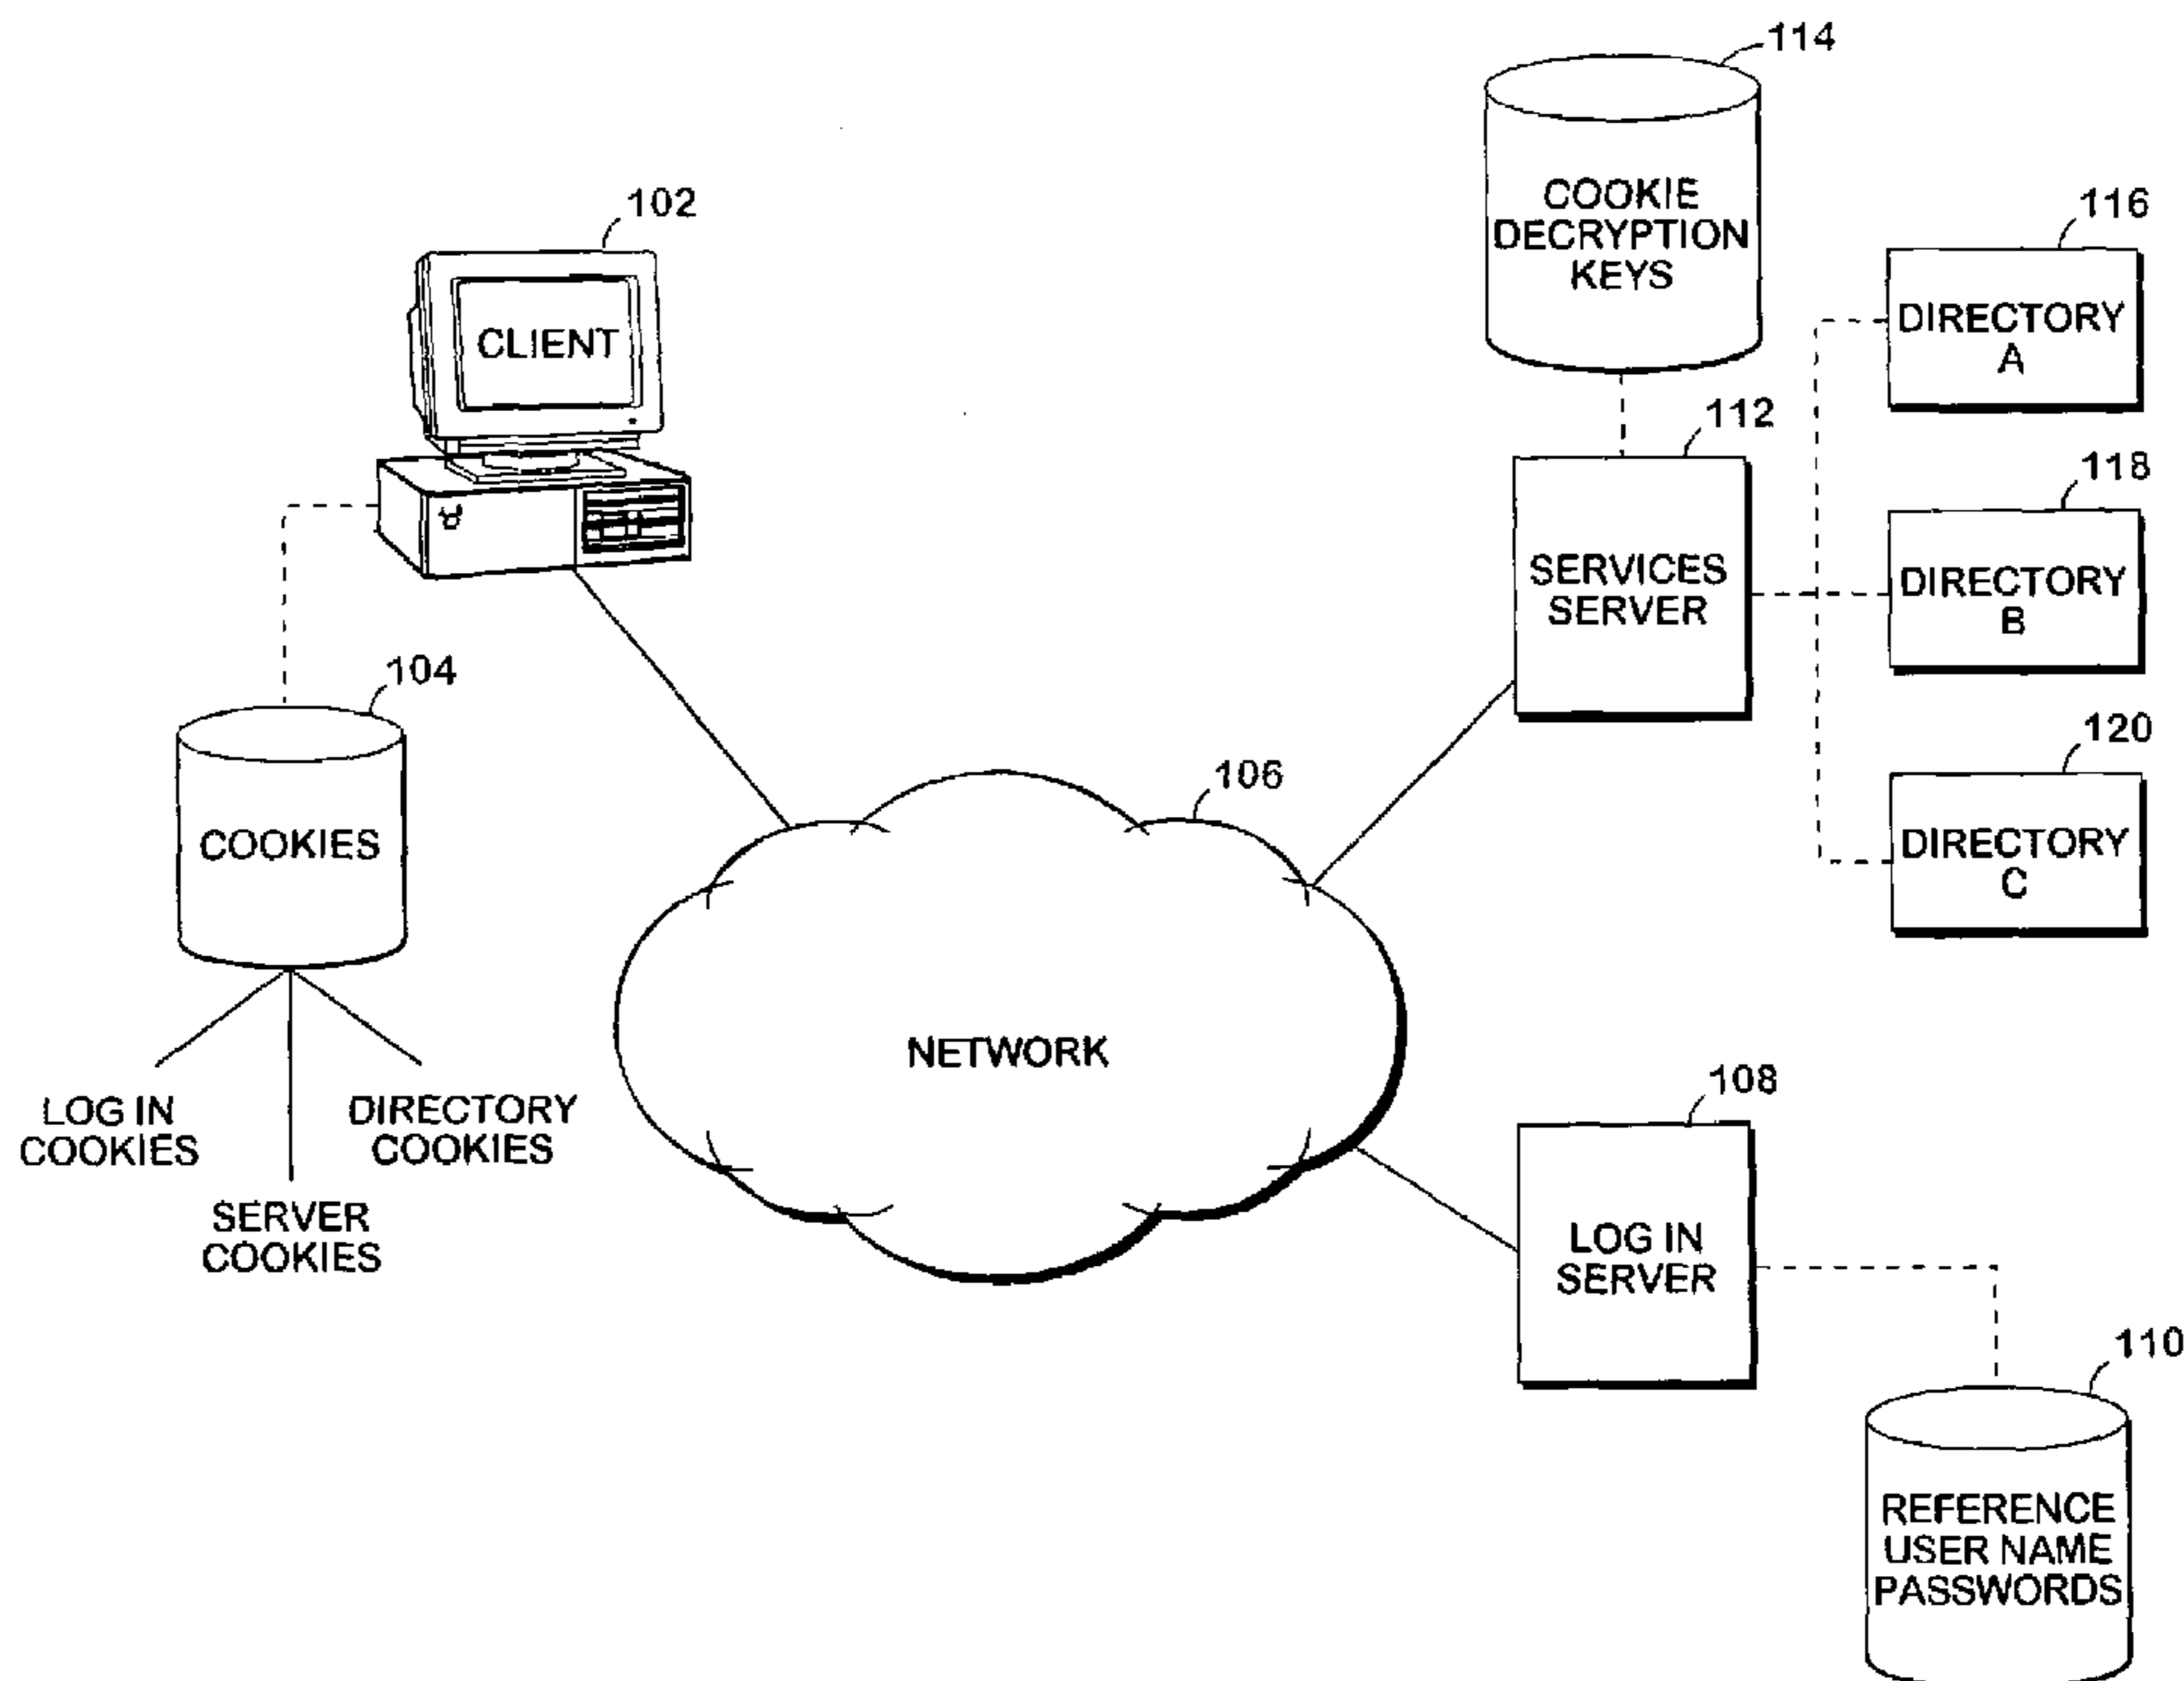 114
COOKIE
DECRYPTION
KEYS
102
CLIENT
116
DIRECTORY
A
112
SERVICES
SERVER
118
DIRECTORY
B
104
COOKIES
120
DIRECTORY
C
106
NETWORK
LOG IN
COOKIES
DIRECTORY
COOKIES
SERVER
COOKIES
108
LOG IN
SERVER
110
REFERENCE
USER NAME
PASSWORDS